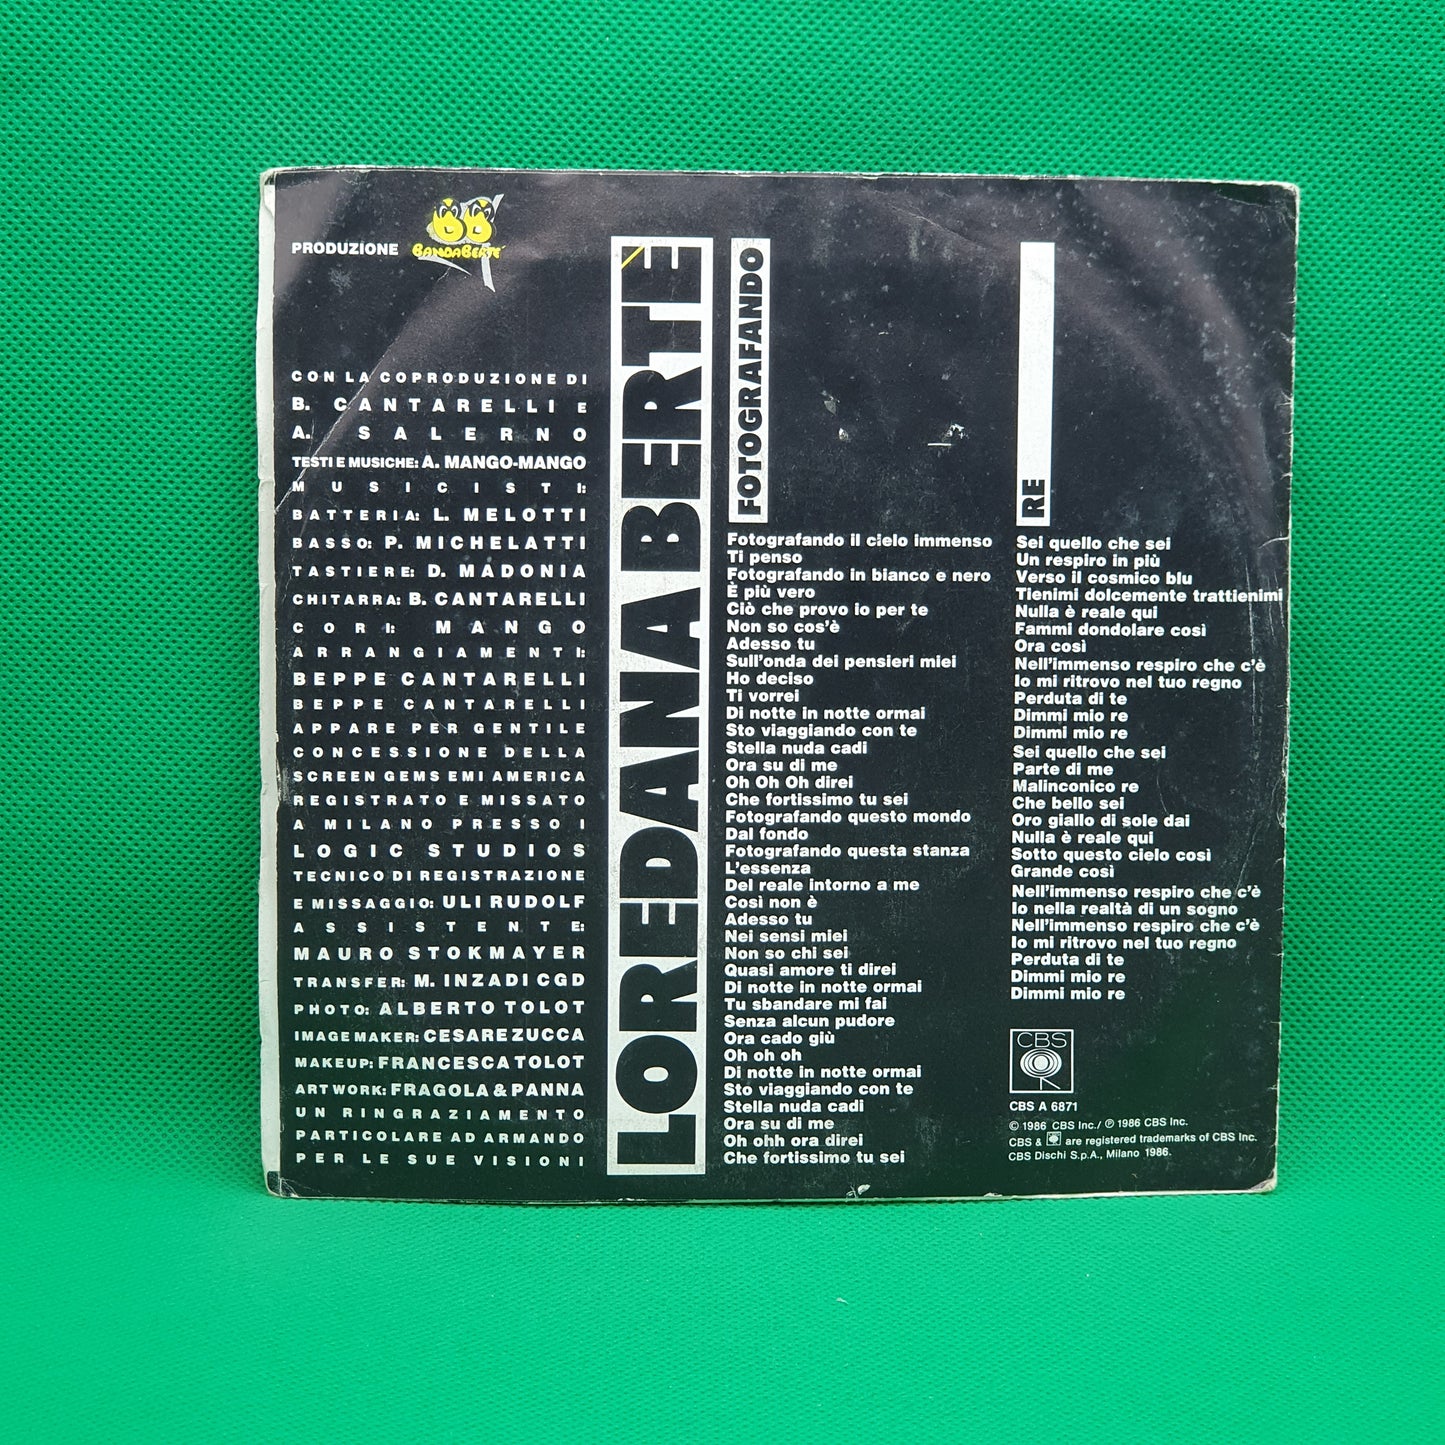 PRODUZIONE
BANDABERTÈ
CON LA COPRODUZIONE DI
B. CANTARELLI E
A. SALERNO
TESTI E MUSICHE: A. MANGO-MANGO
MUSICISTI:
BATTERIA: L. MELOTTI
BASSO: P. MICHELATTI
TASTIERE: D. MADONIA
CHITARRA: B. CANTARELLI
CORI: MANGO
ARRANGIAMENTI:
BEPPE CANTARELLI
BEPPE CANTARELLI
APPARE PER GENTILE
CONCESSIONE DELLA
SCREEN GEMS EMI AMERICA
REGISTRATO E MISSATO
A MILANO PRESSO I
LOGIC STUDIOS
TECNICO DI REGISTRAZIONE
E MISSAGGIO: ULI RUDOLF
ASSISTENTE:
MAURO STOKMAYER
TRANSFER: M. INZADI CGD
PHOTO: ALBERTO TOLOT
IMAGE MAKER: CESARE ZUCCA
MAKEUP: FRANCESCA TOLOT
ARTWORK: FRAGOLA & PANNA
UN RINGRAZIAMENTO
PARTICOLARE AD ARMANDO
PER LE SUE VISIONI
LOREDANA BERTÉ
FOTOGRAFANDO
Fotografando il cielo immenso
Ti penso
Fotografando in bianco e nero
È più vero
Ciò che provo io per te
Non so cos'è
Adesso tu
Sull'onda dei pensieri miei
Ho deciso
Ti vorrei
Di notte in notte ormai
Sto viaggiando con te
Stella nuda cadi
Ora su di me
Oh Oh Oh direi
Che fortissimo tu sei
Fotografando questo mondo
Dal fondo
Fotografando questa stanza
L'essenza
Del reale intorno a me
Così non è
Adesso tu
Nei sensi miei
Non so chi sei
Quasi amore ti direi
Di notte in notte ormai
Tu sbandare mi fai
Senza alcun pudore
Ora cado giù
Oh oh oh
Di notte in notte ormai
Sto viaggiando con te
Stella nuda cadi
Ora su di me
Oh ohh ora direi
Che fortissimo tu sei
RE
Sei quello che sei
Un respiro in più
Verso il cosmico blu
Tienimi dolcemente trattienimi
Nulla è reale qui
Fammi dondolare così
Ora così
Nell'immenso respiro che c'è
Io mi ritrovo nel tuo regno
Perduta di te
Dimmi mio re
Dimmi mio re
Sei quello che sei
Parte di me
Malinconico re
Che bello sei
Oro giallo di sole dai
Nulla è reale qui
Sotto questo cielo così
Grande così
Nell'immenso respiro che c'è
Io nella realtà di un sogno
Nell'immenso respiro che c'è
Io mi ritrovo nel tuo regno
Perduta di te
Dimmi mio re
Dimmi mio re
CBS
CBS A 6871
© 1986 CBS Inc./ ℗ 1986 CBS Inc.
CBS & are registered trademarks of CBS Inc.
CBS Dischi S.p.A., Milano 1986.